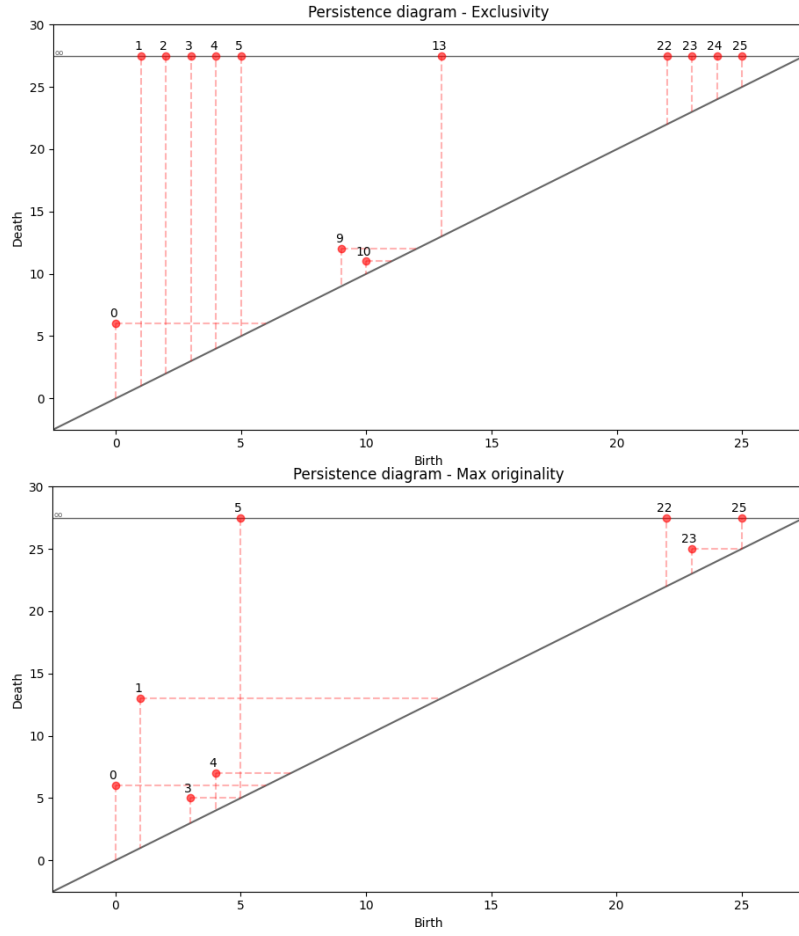 Persistence diagram - Exclusivity
30
1 2 3 4 5 13 22 23 24 25
∞
25
20
15
9
10
10
0
5
0
0 5 10 15 20 25
Death
Birth
Persistence diagram - Max originality
30
5 22 25
∞
23
25
20
15
1
10
4
0
3
5
0
0 5 10 15 20 25
Death
Birth